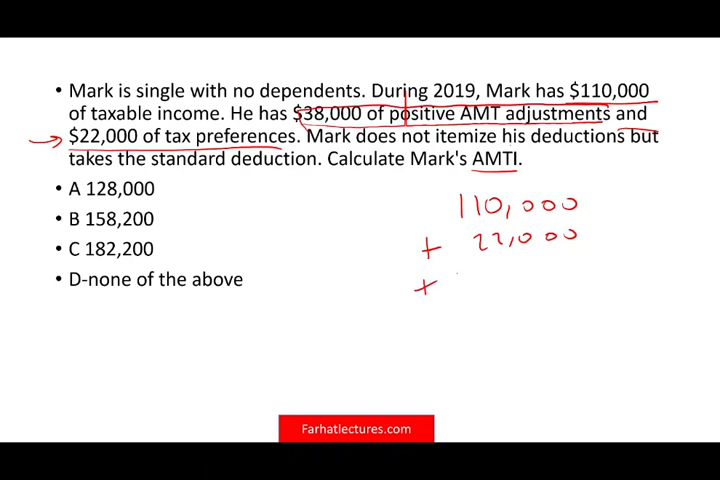 • Mark is single with no dependents. During 2019, Mark has $110,000
of taxable income. He has $38,000 of positive AMT adjustments and
$22,000 of tax preferences. Mark does not itemize his deductions but
takes the standard deduction. Calculate Mark's AMTI.
• A 128,000
• B 158,200
• C 182,200
• D-none of the above
110,000
+ 22,000
+
Farhatlectures.com